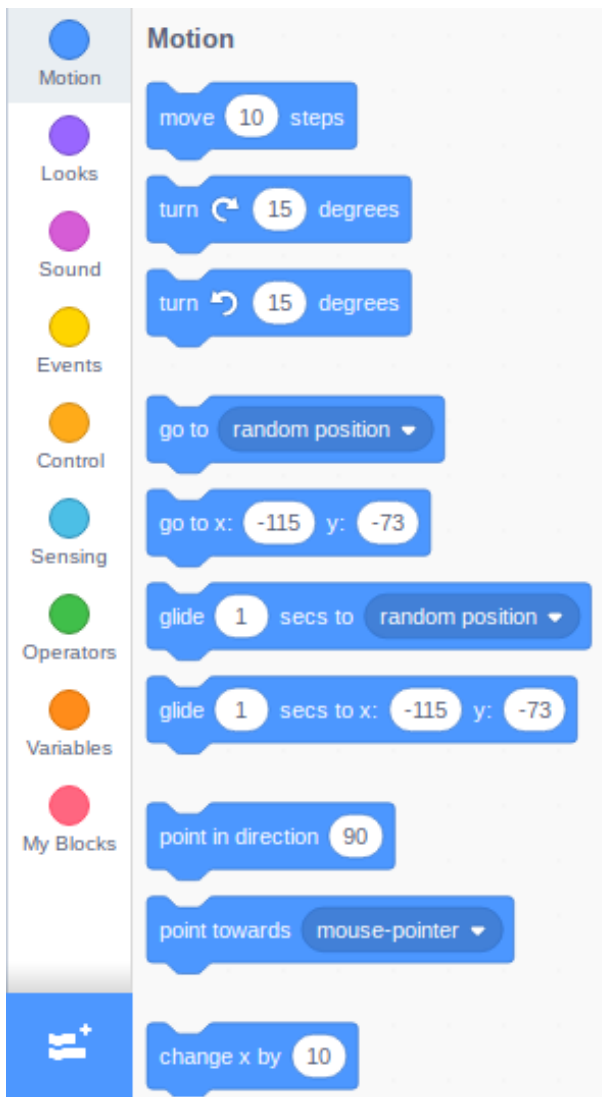 Motion
Looks
Sound
Events
Control
Sensing
Operators
Variables
My Blocks
Motion
move 10 steps
turn 15 degrees
turn 15 degrees
go to random position
go to x: -115 y: -73
glide 1 secs to random position
glide 1 secs to x: -115 y: -73
point in direction 90
point towards mouse-pointer
change x by 10